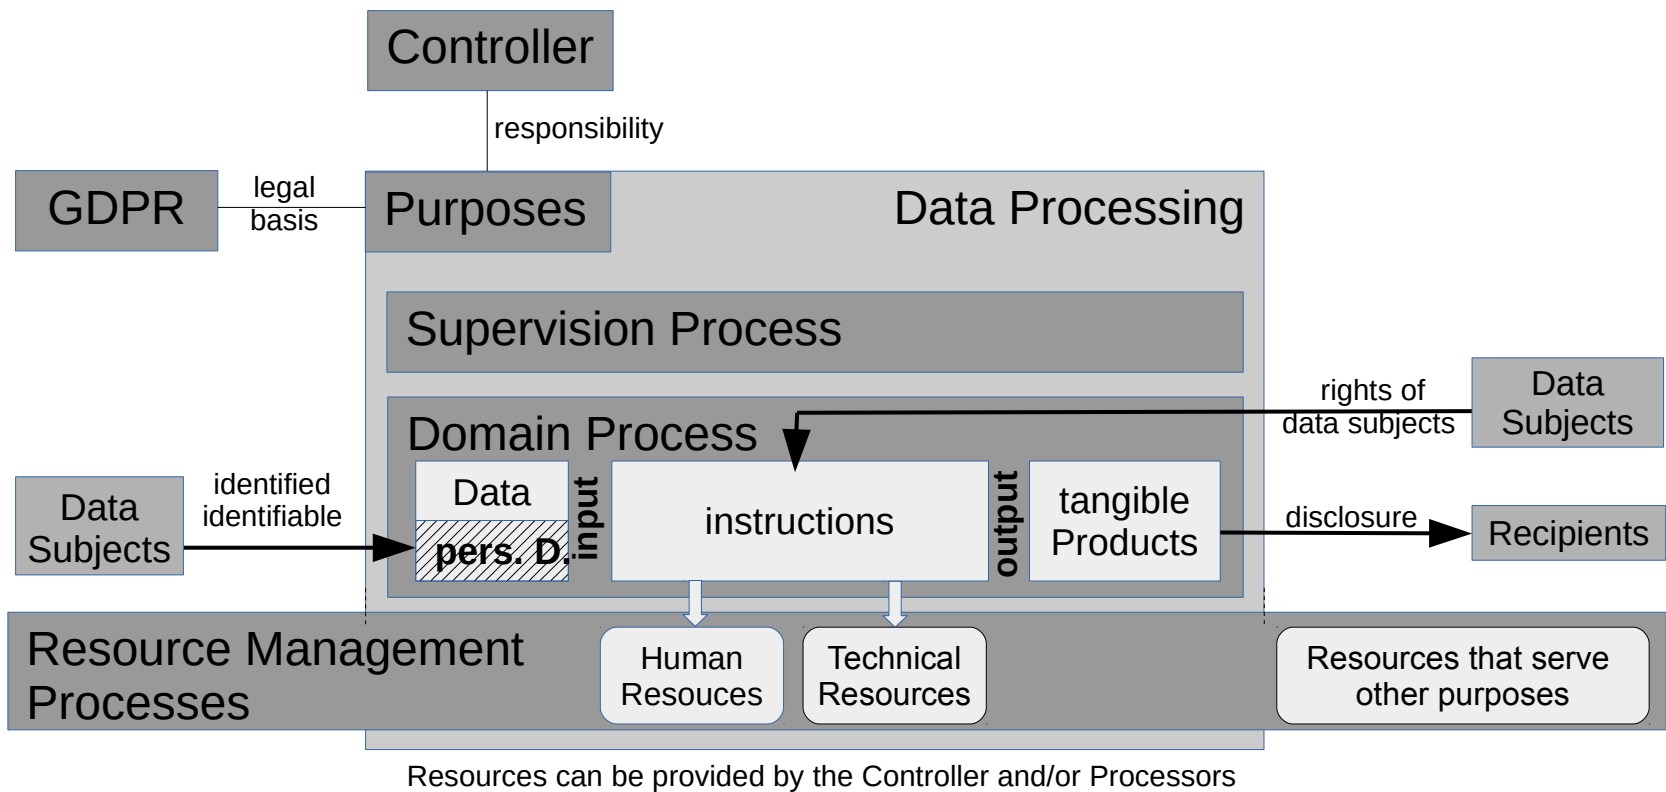 Controller
responsibility
GDPR
legal
basis
Purposes
Data Processing
Supervision Process
rights of
data subjects
Data
Subjects
Domain Process
Data
Subjects
identified
identifiable
Data
pers. D.
input
instructions
output
tangible
Products
disclosure
Recipients
Resource Management
Processes
Human
Resouces
Technical
Resources
Resources that serve
other purposes
Resources can be provided by the Controller and/or Processors